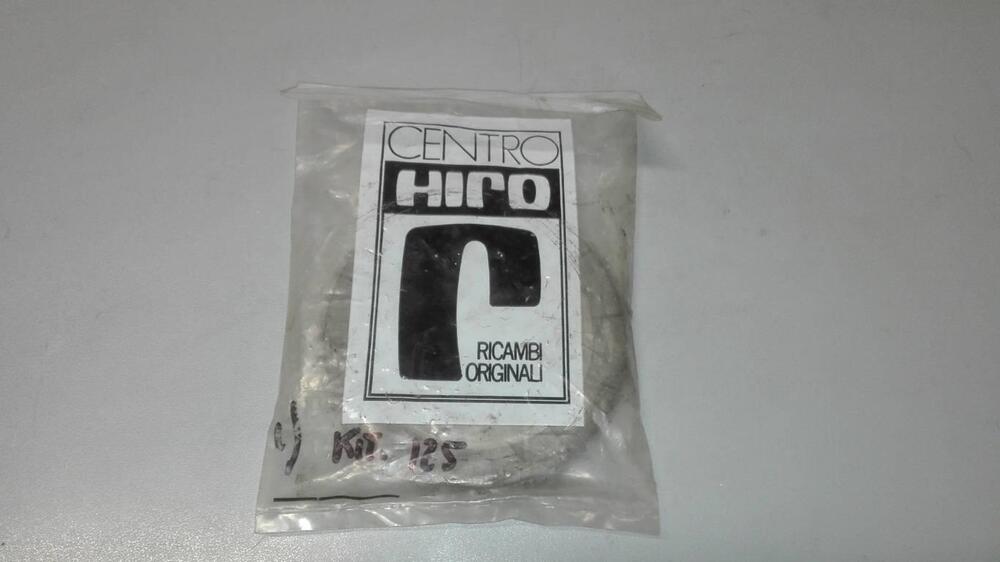 CENTRO
HIRO
RICAMBI
ORIGINALI
KIT. 125